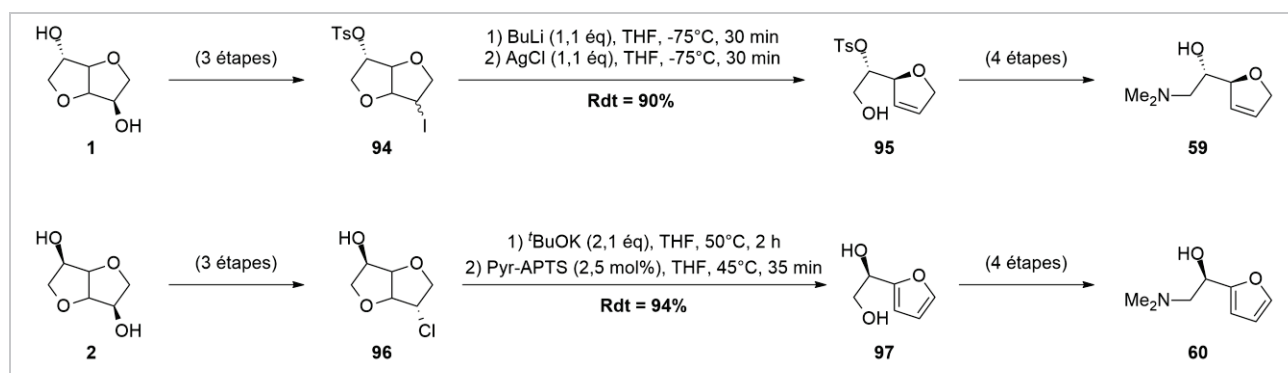 HO
O
O
OH
1
(3 étapes)
TsO
O
O
I
94
1) BuLi (1,1 éq), THF, -75°C, 30 min
2) AgCl (1,1 éq), THF, -75°C, 30 min
Rdt = 90%
TsO
O
OH
95
(4 étapes)
HO
O
Me₂N
59
HO
O
O
OH
2
(3 étapes)
HO
O
O
Cl
96
1) ᵗBuOK (2,1 éq), THF, 50°C, 2 h
2) Pyr-APTS (2,5 mol%), THF, 45°C, 35 min
Rdt = 94%
HO
O
OH
97
(4 étapes)
HO
O
Me₂N
60